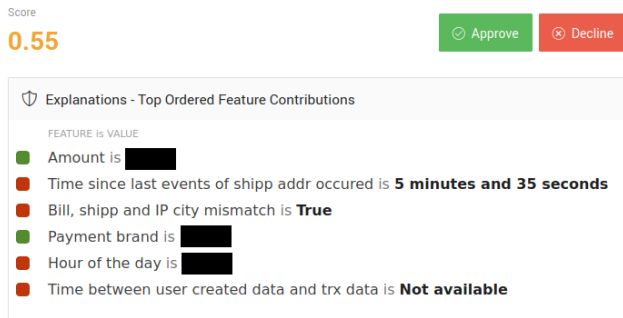 Score
0.55
Approve
Decline
Explanations - Top Ordered Feature Contributions
FEATURE is VALUE
Amount is
Time since last events of shipp addr occured is 5 minutes and 35 seconds
Bill, shipp and IP city mismatch is True
Payment brand is
Hour of the day is
Time between user created data and trx data is Not available